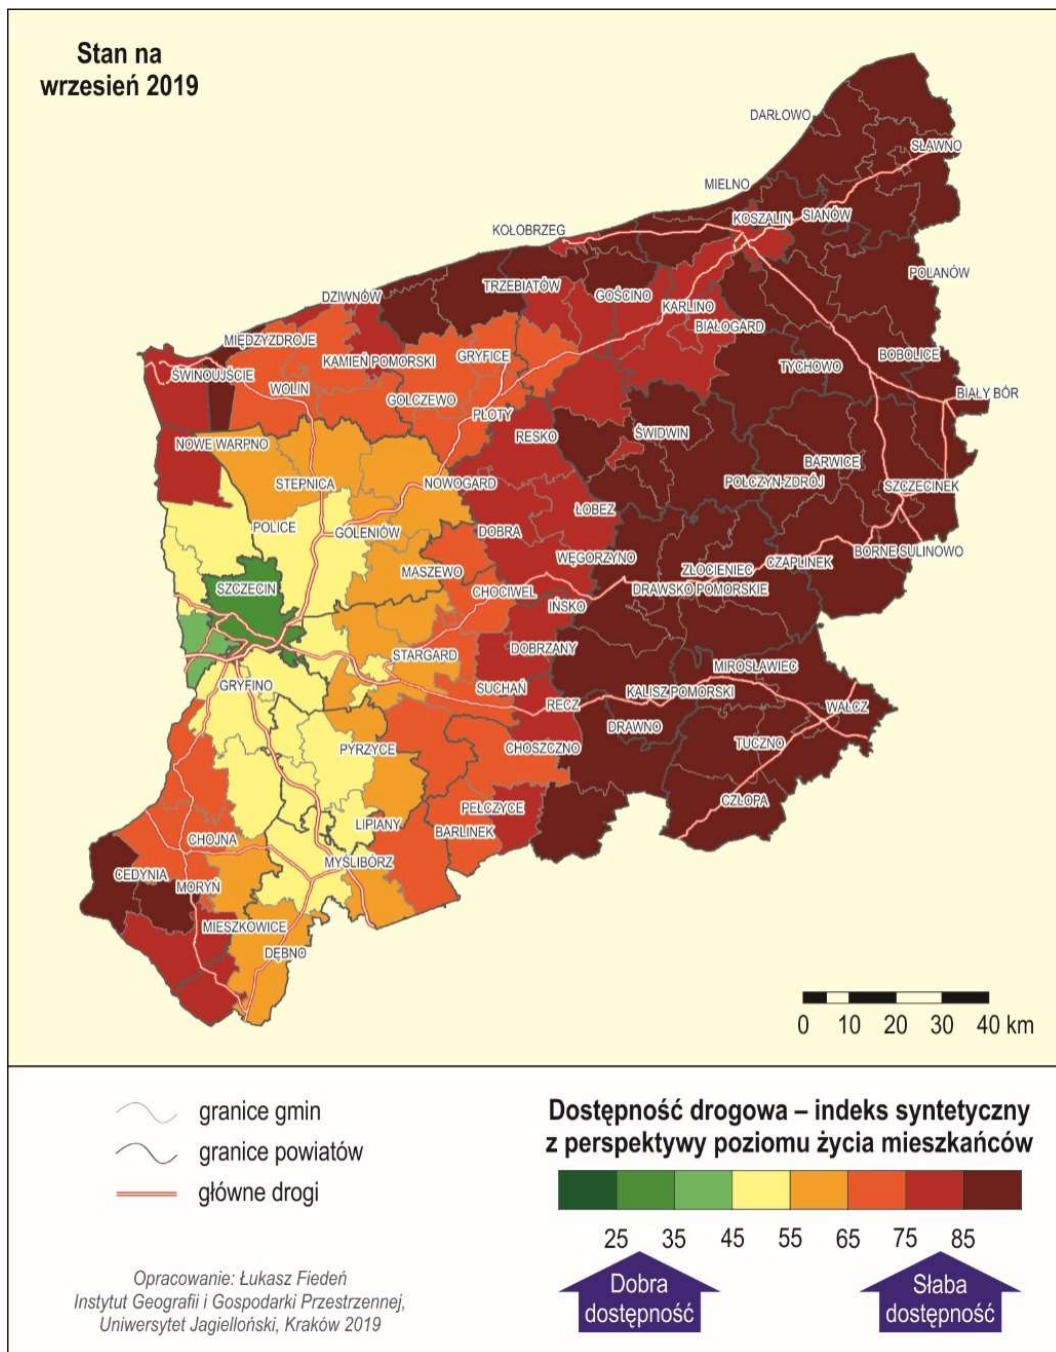 Stan na
wrzesień 2019
DARŁOWO
SŁAWNO
MIELNO
KOSZALIN
SIANÓW
KOŁOBRZEG
POLANÓW
TRZEBIATÓW
DZIWNÓW
GOŚCINO
KARLINO
BIAŁOGARD
MIĘDZYZDROJE
KAMIEŃ POMORSKI
GRYFICE
BOBOLICE
TYCHOWO
ŚWINOUJŚCIE
WOLIN
GOLCZEWO
BIAŁY BÓR
PŁOTY
RESKO
ŚWIDWIN
NOWE WARPNO
BARWICE
STEPNICA
NOWOGARD
POŁCZYN-ZDRÓJ
SZCZECINEK
ŁOBEZ
POLICE
GOLENIÓW
DOBRA
BORNE SULINOWO
WĘGORZYNO
CZAPLINEK
MASZEWO
ZŁOCIENIEC
SZCZECIN
CHOCIWEL
DRAWSKO POMORSKIE
IŃSKO
STARGARD
DOBRZANY
MIROSŁAWIEC
GRYFINO
SUCHAŃ
KALISZ POMORSKI
RECZ
WAŁCZ
DRAWNO
PYRZYCE
CHOSZCZNO
TUCZNO
CZŁOPA
PEŁCZYCE
LIPIANY
BARLINEK
CHOJNA
MYŚLIBÓRZ
CEDYNIA
MORYŃ
MIESZKOWICE
DĘBNO
0 10 20 30 40 km
granice gmin
granice powiatów
główne drogi
Opracowanie: Łukasz Fiedeń
Instytut Geografii i Gospodarki Przestrzennej,
Uniwersytet Jagielloński, Kraków 2019
Dostępność drogowa – indeks syntetyczny
z perspektywy poziomu życia mieszkańców
25 35 45 55 65 75 85
Dobra
dostępność
Słaba
dostępność